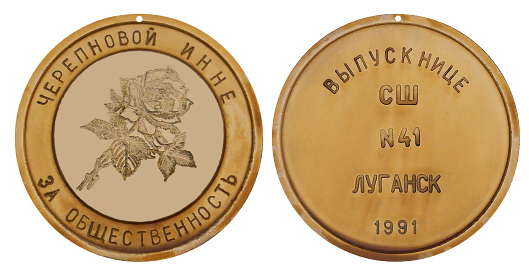 ЧЕРЕПНОВОЙ ИННЕ
ЗА ОБЩЕСТВЕННОСТЬ
ВЫПУСКНИЦЕ
СШ
N41
ЛУГАНСК
1991